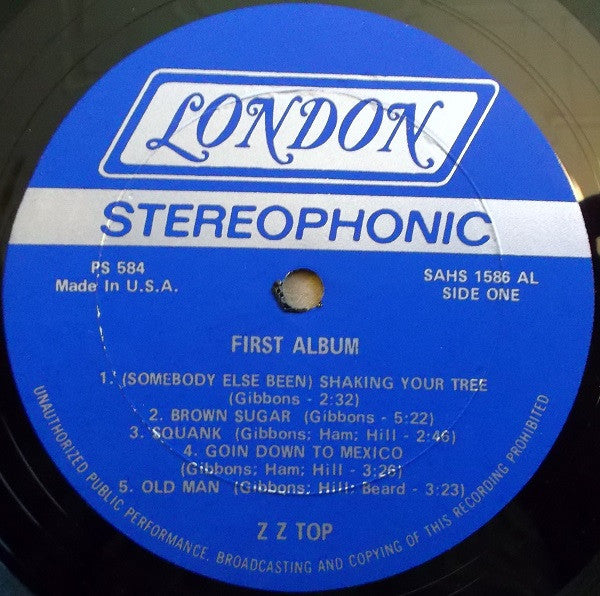 LONDON
STEREOPHONIC
PS 584
Made In U.S.A.
SAHS 1586 AL
SIDE ONE
FIRST ALBUM
1. (SOMEBODY ELSE BEEN) SHAKING YOUR TREE
(Gibbons - 2:32)
2. BROWN SUGAR (Gibbons - 5:22)
3. SQUANK (Gibbons; Ham; Hill - 2:46)
4. GOIN DOWN TO MEXICO
(Gibbons; Ham; Hill - 3:26)
5. OLD MAN (Gibbons; Hill; Beard - 3:23)
Z Z TOP
UNAUTHORIZED PUBLIC PERFORMANCE, BROADCASTING AND COPYING OF THIS RECORDING PROHIBITED